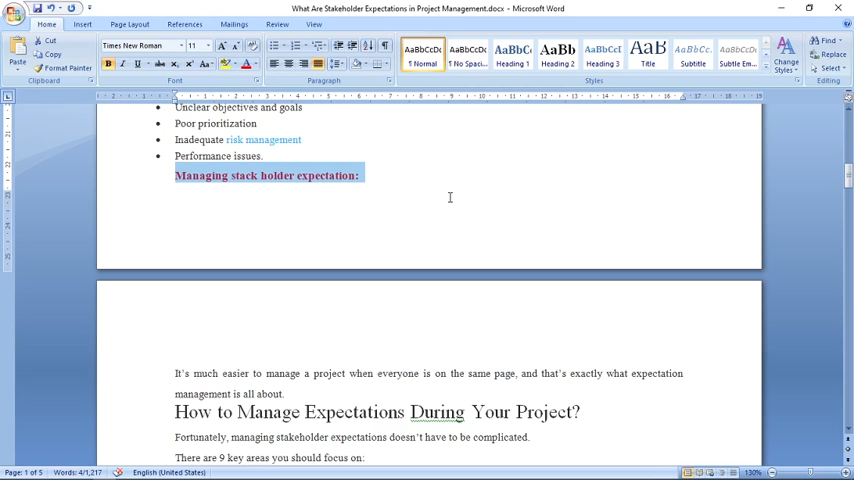 What Are Stakeholder Expectations in Project Management.docx - Microsoft Word
Home Insert Page Layout References Mailings Review View
Paste
Cut
Copy
Format Painter
Clipboard
Times New Roman 11
Font
Paragraph
AaBbCcDc AaBbCcDc AaBbC AaBb AaBbCcI AaB AaBbCc. AaBbCcDc
¶ Normal ¶ No Spaci... Heading 1 Heading 2 Heading 3 Title Subtitle Subtle Em...
Styles
Change Styles
Find
Replace
Select
Editing
Unclear objectives and goals
Poor prioritization
Inadequate risk management
Performance issues.
Managing stack holder expectation:
It's much easier to manage a project when everyone is on the same page, and that's exactly what expectation
management is all about.
How to Manage Expectations During Your Project?
Fortunately, managing stakeholder expectations doesn't have to be complicated.
There are 9 key areas you should focus on:
Page: 1 of 5 Words: 4/1,217 English (United States) 130%